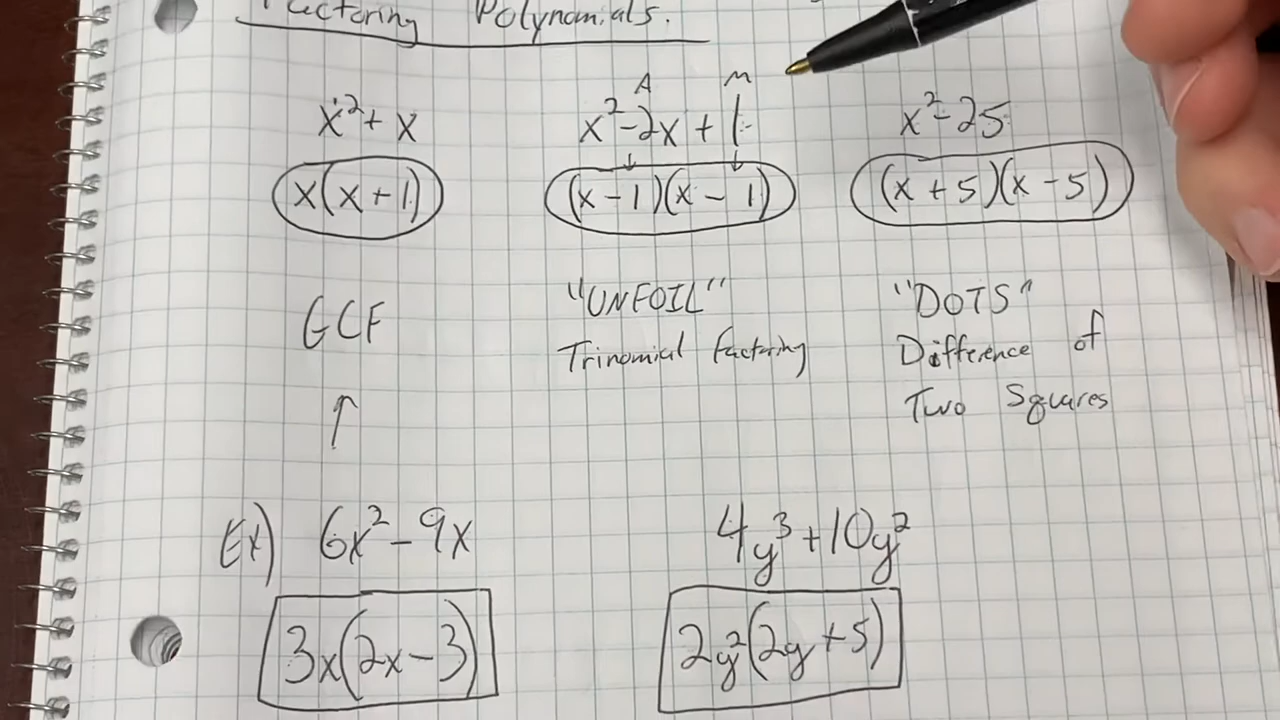 Factoring Polynomials.
A M
x² + x x² - 2x + 1 x² - 25
x(x + 1) (x - 1)(x - 1) (x + 5)(x - 5)
GCF "UNFOIL" "DOTS"
Trinomial factoring Difference of
Two Squares
Ex) 6x² - 9x 4y³ + 10y²
3x(2x - 3) 2y²(2y + 5)